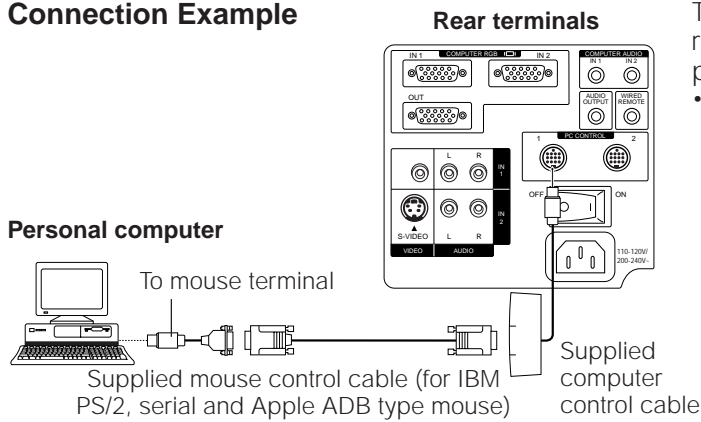 Connection Example
Rear terminals
IN 1 COMPUTER RGB IN 2
COMPUTER AUDIO
IN 1 IN 2
OUT
AUDIO OUTPUT
WIRED REMOTE
1 PC CONTROL 2
L R
IN 1
OFF ON
S-VIDEO L R
IN 2
VIDEO AUDIO
110-120V/
200-240V~
Personal computer
To mouse terminal
Supplied mouse control cable (for IBM
PS/2, serial and Apple ADB type mouse)
Supplied
computer
control cable